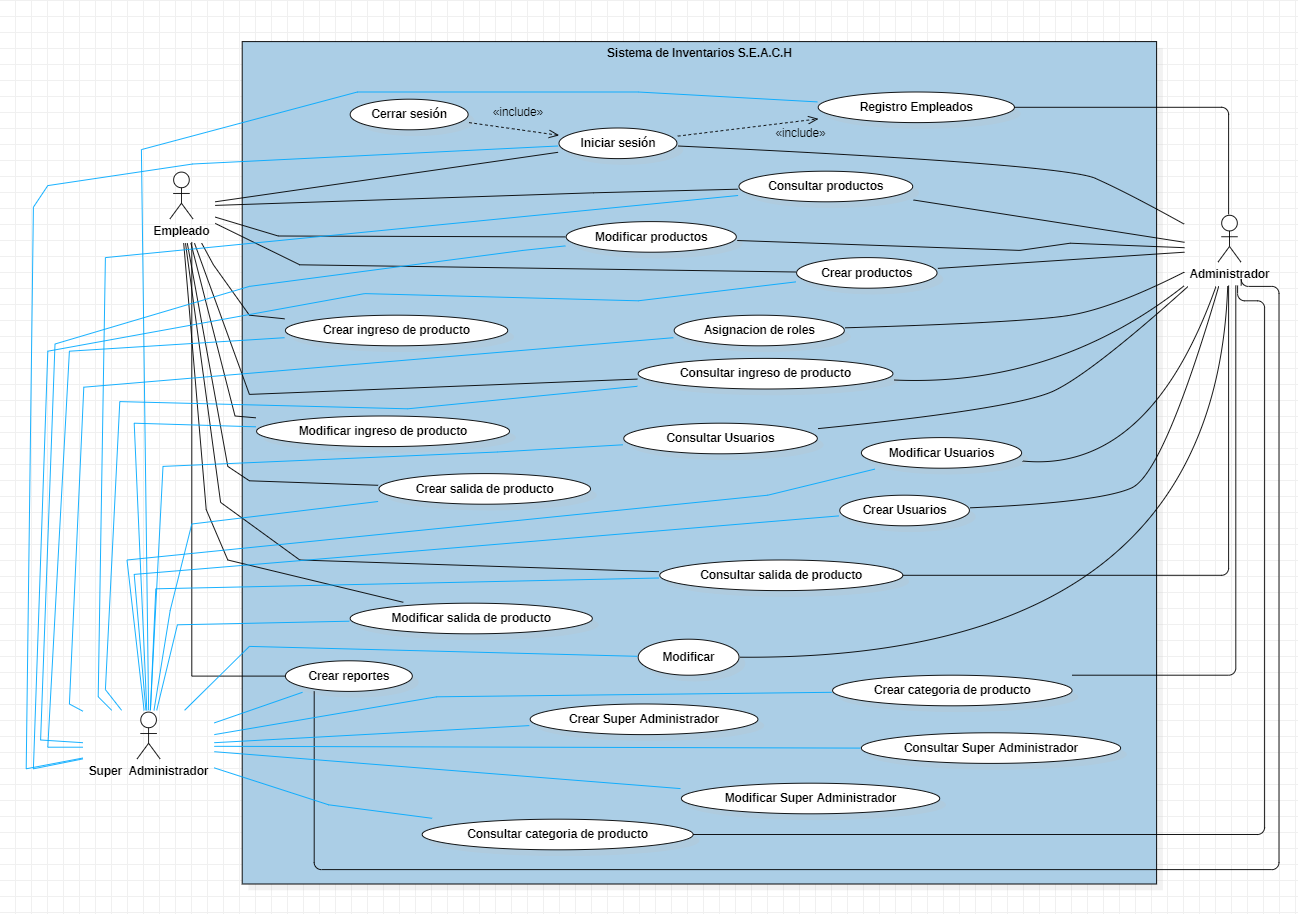 Sistema de Inventarios S.E.A.C.H
Cerrar sesión
«include»
Registro Empleados
«include»
Iniciar sesión
Consultar productos
Empleado
Modificar productos
Crear productos
Administrador
Crear ingreso de producto
Asignacion de roles
Consultar ingreso de producto
Modificar ingreso de producto
Consultar Usuarios
Modificar Usuarios
Crear salida de producto
Crear Usuarios
Consultar salida de producto
Modificar salida de producto
Modificar
Crear reportes
Crear categoria de producto
Crear Super Administrador
Consultar Super Administrador
Super Administrador
Modificar Super Administrador
Consultar categoria de producto